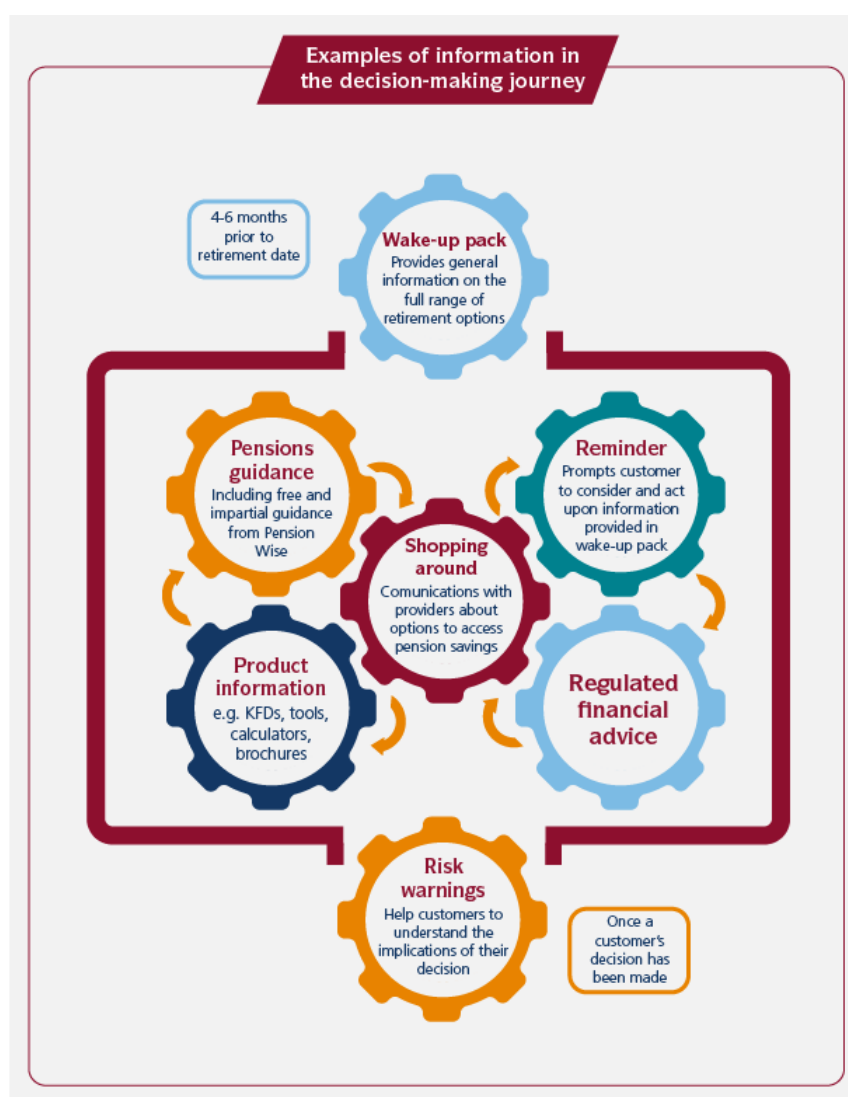 Examples of information in
the decision-making journey
4-6 months
prior to
retirement date
Wake-up pack
Provides general
information on the
full range of
retirement options
Pensions
guidance
Including free and
impartial guidance
from Pension
Wise
Reminder
Prompts customer
to consider and act
upon information
provided in
wake-up pack
Shopping
around
Comunications with
providers about
options to access
pension savings
Product
information
e.g. KFDs, tools,
calculators,
brochures
Regulated
financial
advice
Risk
warnings
Help customers to
understand the
implications of their
decision
Once a
customer's
decision has
been made